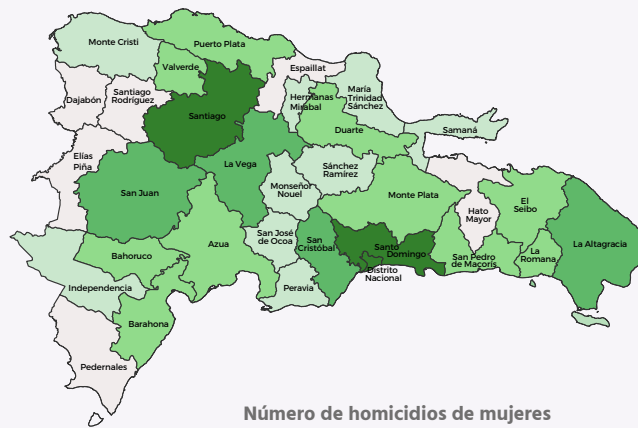 Monte Cristi
Puerto Plata
Valverde
Espaillat
Dajabón
Santiago
Rodríguez
Santiago
Hermanas
Mirabal
María
Trinidad
Sánchez
Duarte
Samaná
Elías
Piña
San Juan
La Vega
Sánchez
Ramírez
Monseñor
Nouel
Monte Plata
Hato
Mayor
El
Seibo
La Altagracia
San José
de Ocoa
San
Cristóbal
Santo
Domingo
Distrito
Nacional
San Pedro
de Macorís
La
Romana
Azua
Bahoruco
Independencia
Peravia
Barahona
Pedernales
Número de homicidios de mujeres